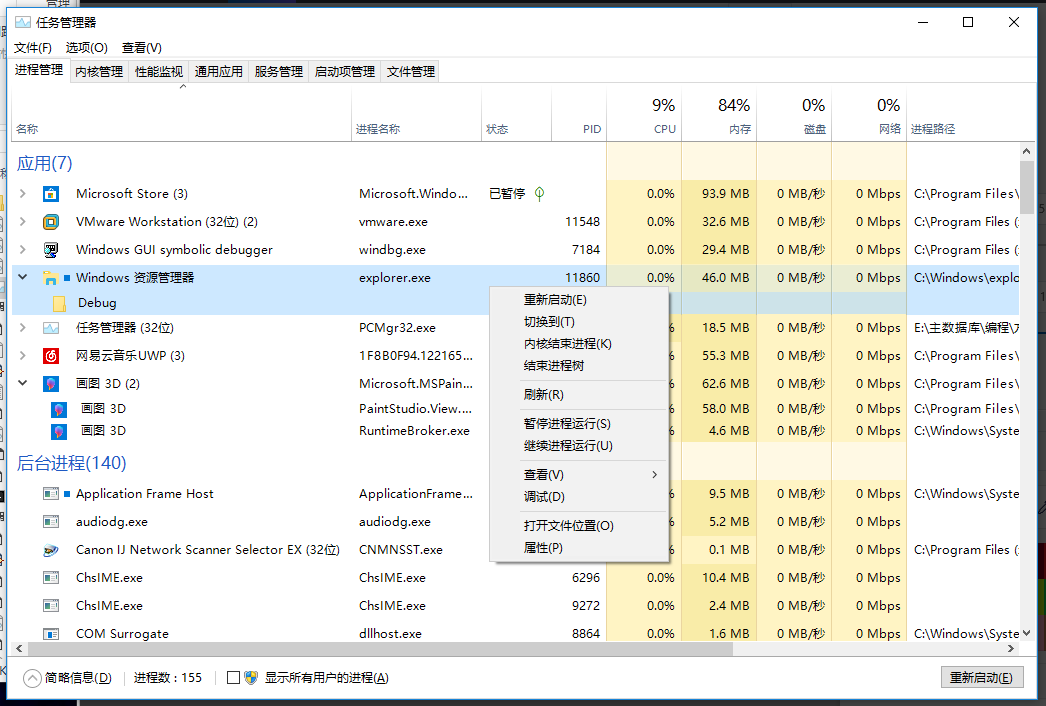 管理
任务管理器
文件(F) 选项(O) 查看(V)
进程管理 内核管理 性能监视 通用应用 服务管理 启动项管理 文件管理
9% 84% 0% 0%
名称 进程名称 状态 PID CPU 内存 磁盘 网络 进程路径
应用(7)
Microsoft Store (3) Microsoft.Windo... 已暂停 0.0% 93.9 MB 0 MB/秒 0 Mbps C:\Program Files\
VMware Workstation (32位) (2) vmware.exe 11548 0.0% 32.6 MB 0 MB/秒 0 Mbps C:\Program Files (
Windows GUI symbolic debugger windbg.exe 7184 0.0% 29.4 MB 0 MB/秒 0 Mbps C:\Program Files (
Windows 资源管理器 explorer.exe 11860 0.0% 46.0 MB 0 MB/秒 0 Mbps C:\Windows\explo
Debug
任务管理器 (32位) PCMgr32.exe % 18.5 MB 0 MB/秒 0 Mbps E:\主数据库\编程\
网易云音乐UWP (3) 1F8B0F94.122165... % 55.3 MB 0 MB/秒 0 Mbps
画图 3D (2) Microsoft.MSPain... % 62.6 MB 0 MB/秒 0 Mbps
画图 3D PaintStudio.View.... % 58.0 MB 0 MB/秒 0 Mbps C:\Program Files\
画图 3D RuntimeBroker.exe % 4.6 MB 0 MB/秒 0 Mbps C:\Windows\Syste
后台进程(140)
Application Frame Host ApplicationFrame... % 9.5 MB 0 MB/秒 0 Mbps C:\Windows\Syste
audiodg.exe audiodg.exe % 5.2 MB 0 MB/秒 0 Mbps
Canon IJ Network Scanner Selector EX (32位) CNMNSST.exe % 0.1 MB 0 MB/秒 0 Mbps C:\Program Files (
ChsIME.exe ChsIME.exe 6296 0.0% 10.4 MB 0 MB/秒 0 Mbps
ChsIME.exe ChsIME.exe 9272 0.0% 2.4 MB 0 MB/秒 0 Mbps
COM Surrogate dllhost.exe 8864 0.0% 1.6 MB 0 MB/秒 0 Mbps C:\Windows\Syste
重新启动(E)
切换到(T)
内核结束进程(K)
结束进程树
刷新(R)
暂停进程运行(S)
继续进程运行(U)
查看(V)
调试(D)
打开文件位置(O)
属性(P)
简略信息(D) 进程数 : 155 显示所有用户的进程(A) 重新启动(E)